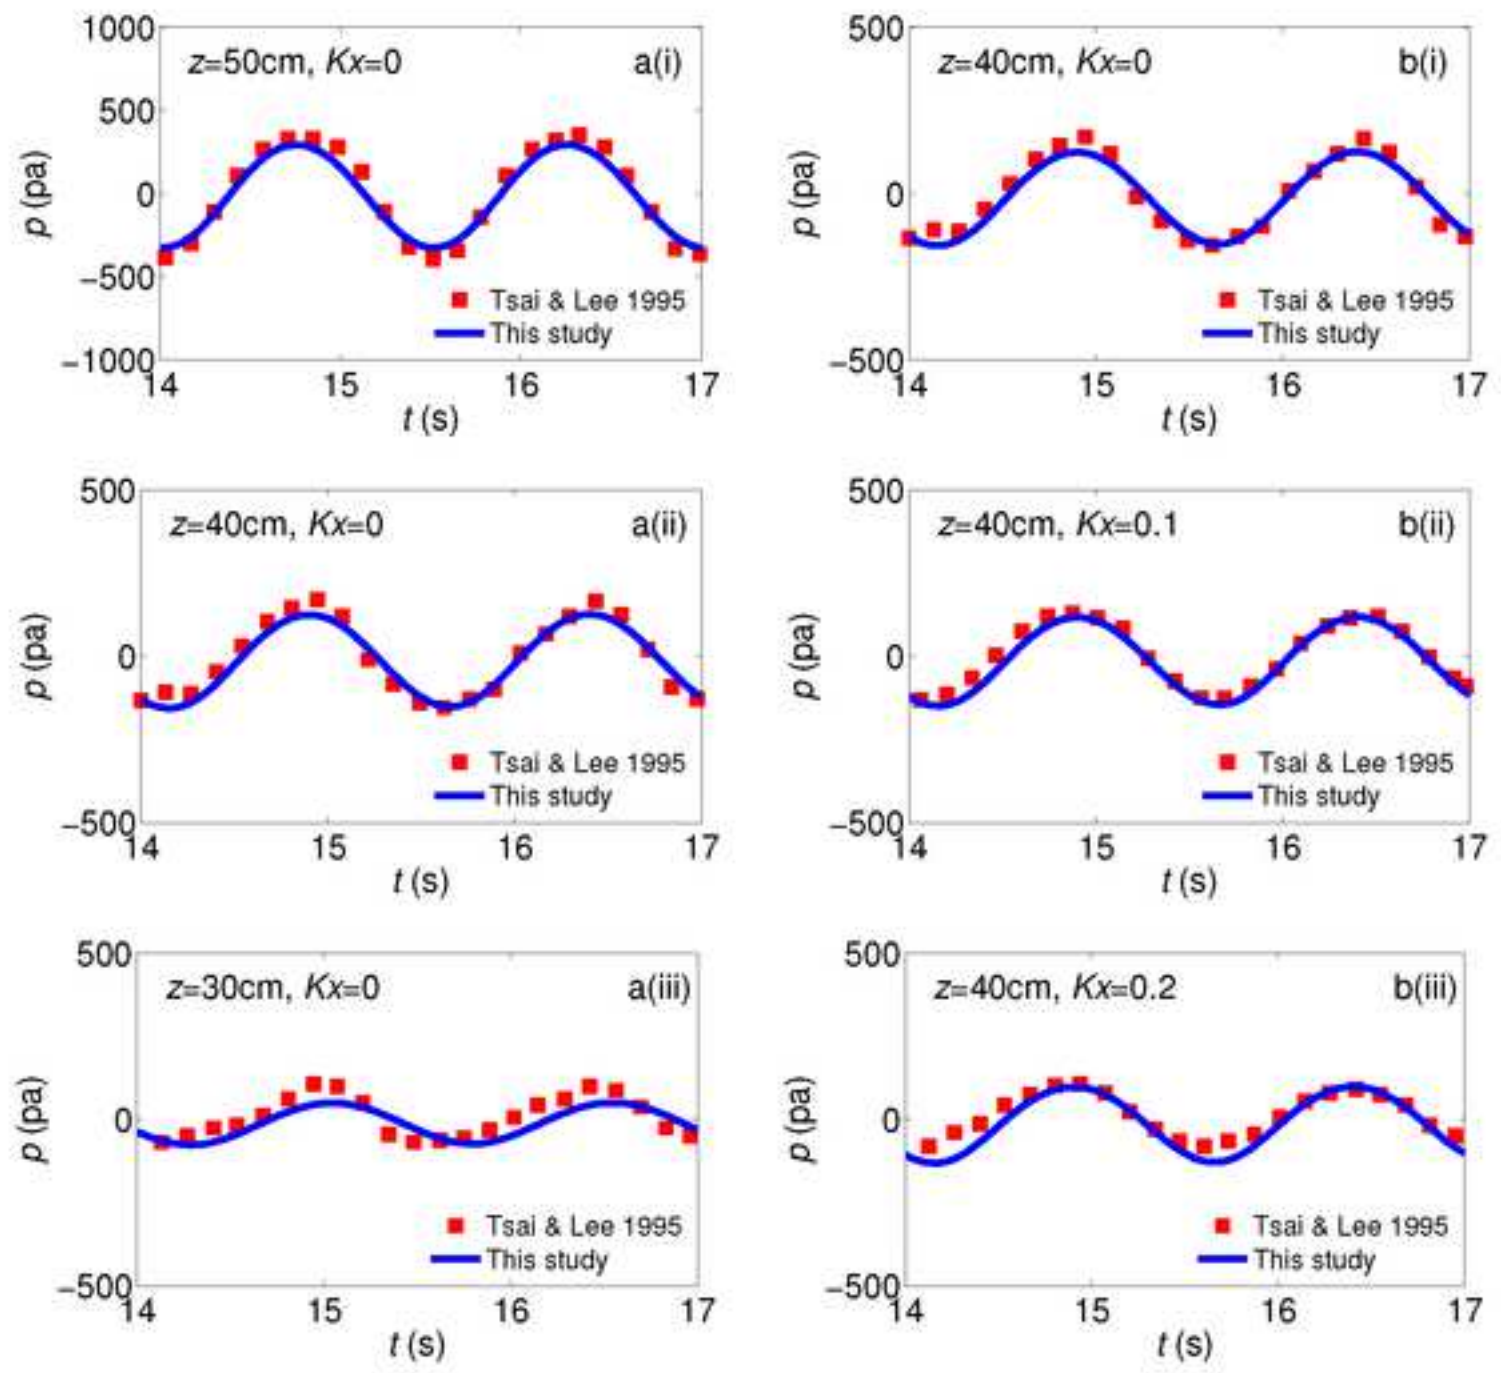 1000
z=50cm, Kx=0 a(i)
500
p (pa)
0
−500
Tsai & Lee 1995
This study
−1000
14 15 16 17
t (s)
500
z=40cm, Kx=0 b(i)
p (pa)
0
Tsai & Lee 1995
This study
−500
14 15 16 17
t (s)
500
z=40cm, Kx=0 a(ii)
p (pa)
0
Tsai & Lee 1995
This study
−500
14 15 16 17
t (s)
500
z=40cm, Kx=0.1 b(ii)
p (pa)
0
Tsai & Lee 1995
This study
−500
14 15 16 17
t (s)
500
z=30cm, Kx=0 a(iii)
p (pa)
0
Tsai & Lee 1995
This study
−500
14 15 16 17
t (s)
500
z=40cm, Kx=0.2 b(iii)
p (pa)
0
Tsai & Lee 1995
This study
−500
14 15 16 17
t (s)